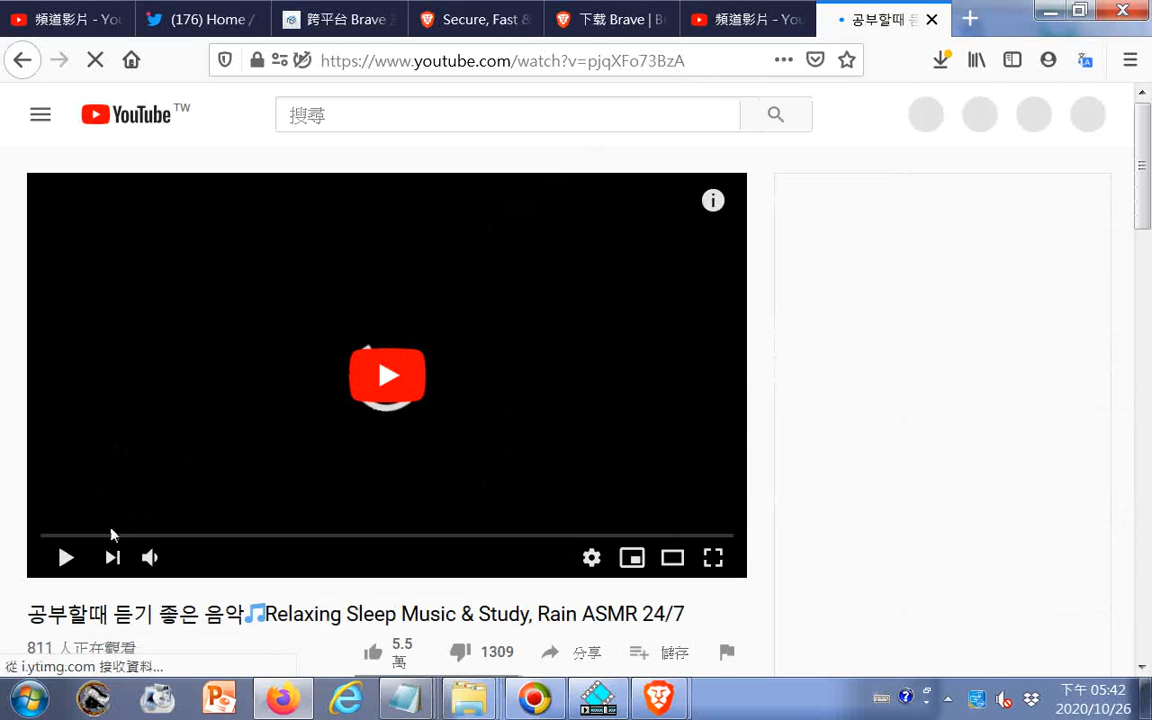 頻道影片 - You
(176) Home /
跨平台 Brave
Secure, Fast &
下载 Brave | B
頻道影片 - You
공부할때 듣
https://www.youtube.com/watch?v=pjqXFo73BzA
YouTube TW
搜尋
공부할때 듣기 좋은 음악🎵Relaxing Sleep Music & Study, Rain ASMR 24/7
811 人正在觀看
5.5
萬
1309
分享
儲存
從 i.ytimg.com 接收資料...
下午 05:42
2020/10/26